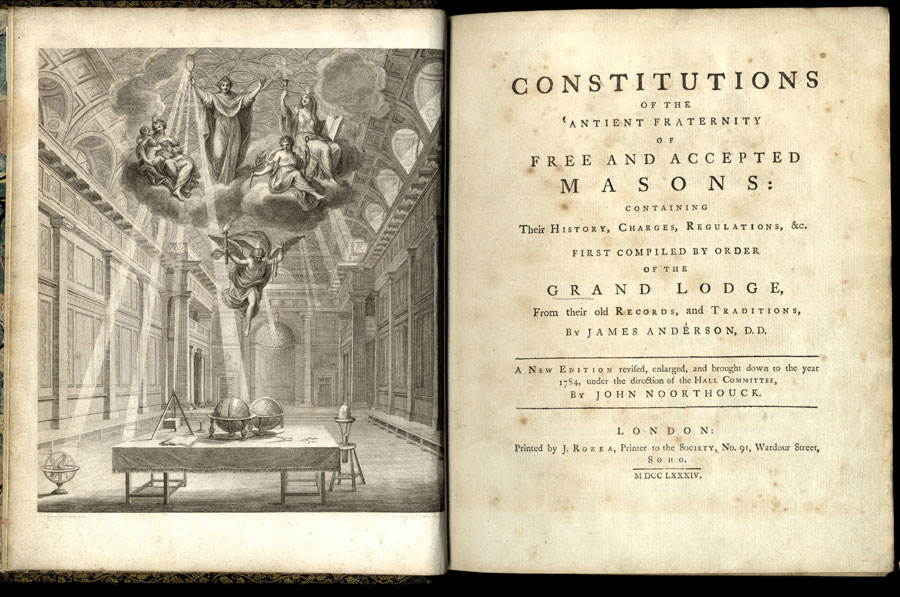 CONSTITUTIONS
OF THE
ANTIENT FRATERNITY
OF
FREE AND ACCEPTED
MASONS:
CONTAINING
Their HISTORY, CHARGES, REGULATIONS, &c.
FIRST COMPILED BY ORDER
OF THE
GRAND LODGE,
From their old RECORDS, and TRADITIONS,
BY JAMES ANDERSON, D.D.
A NEW EDITION reviſed, enlarged, and brought down to the year
1784, under the direction of the HALL COMMITTEE,
BY JOHN NOORTHOUCK.
LONDON:
Printed by J. ROZEA, Printer to the SOCIETY, No. 91, Wardour Street,
SOHO.
MDCCLXXXIV.